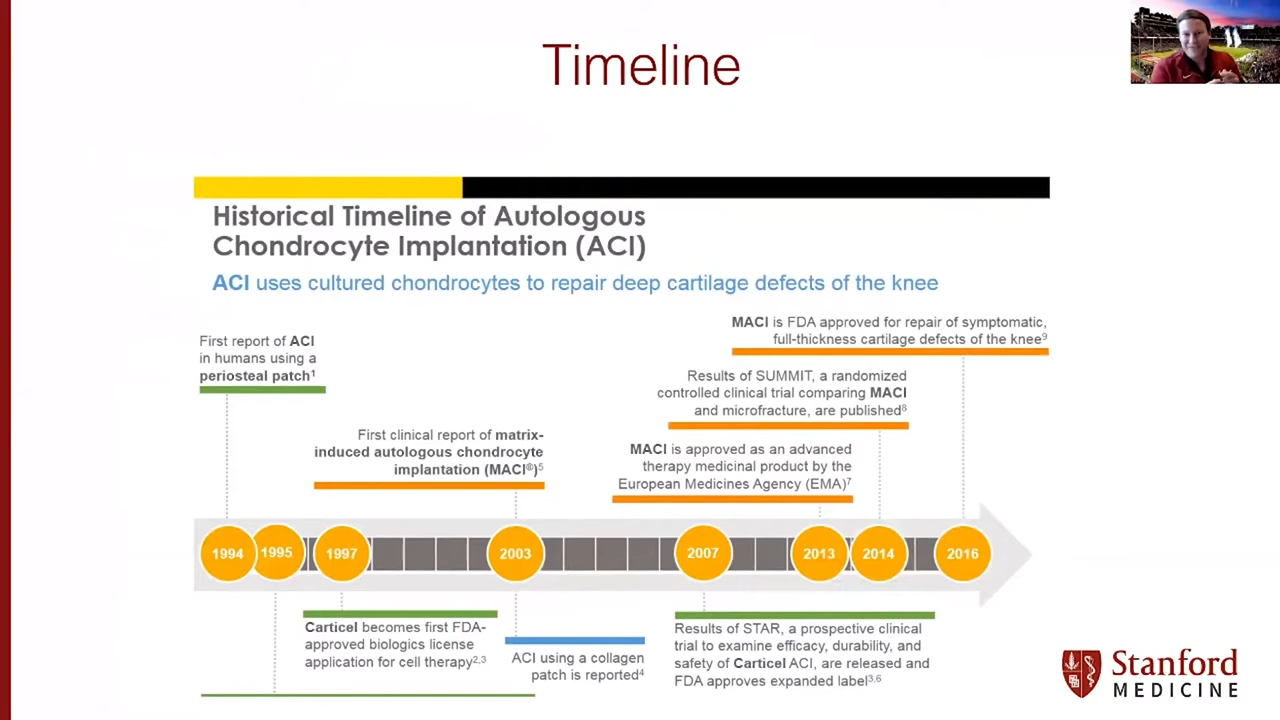 Timeline
Historical Timeline of Autologous
Chondrocyte Implantation (ACI)
ACI uses cultured chondrocytes to repair deep cartilage defects of the knee
First report of ACI
in humans using a
periosteal patch¹
First clinical report of matrix-
induced autologous chondrocyte
implantation (MACI®)⁵
MACI is FDA approved for repair of symptomatic,
full-thickness cartilage defects of the knee⁹
Results of SUMMIT, a randomized
controlled clinical trial comparing MACI
and microfracture, are published⁸
MACI is approved as an advanced
therapy medicinal product by the
European Medicines Agency (EMA)⁷
1994 1995 1997 2003 2007 2013 2014 2016
Carticel becomes first FDA-
approved biologics license
application for cell therapy²,³
ACI using a collagen
patch is reported⁴
Results of STAR, a prospective clinical
trial to examine efficacy, durability, and
safety of Carticel ACI, are released and
FDA approves expanded label³,⁶
Stanford
MEDICINE